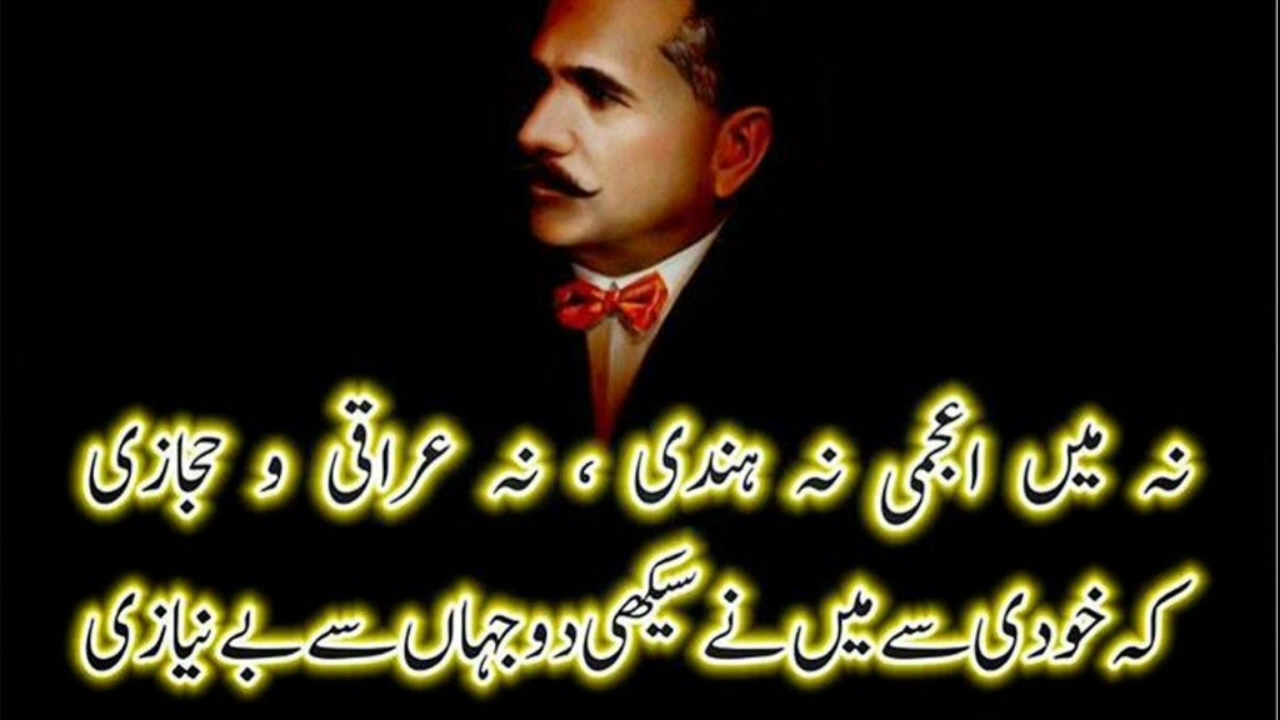 نہ میں اعجمی نہ ہندی ، نہ عراقی و حجازی
کہ خودی سے میں نے سیکھی دو جہاں سے بے نیازی